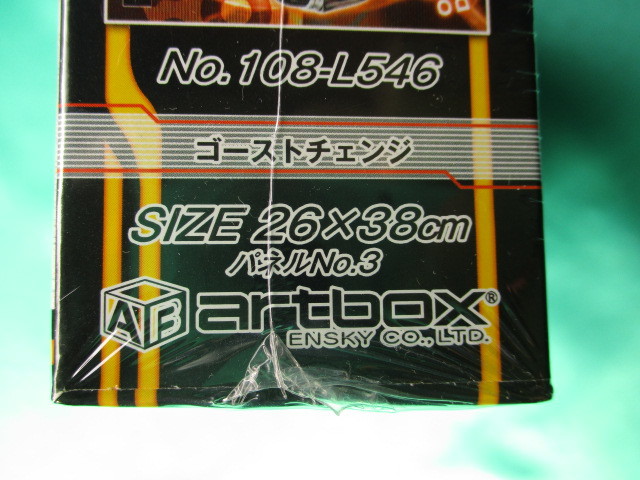 No.108-L546
ゴーストチェンジ
SIZE 26×38cm
パネルNo.3
AB artbox®
ENSKY CO., LTD.